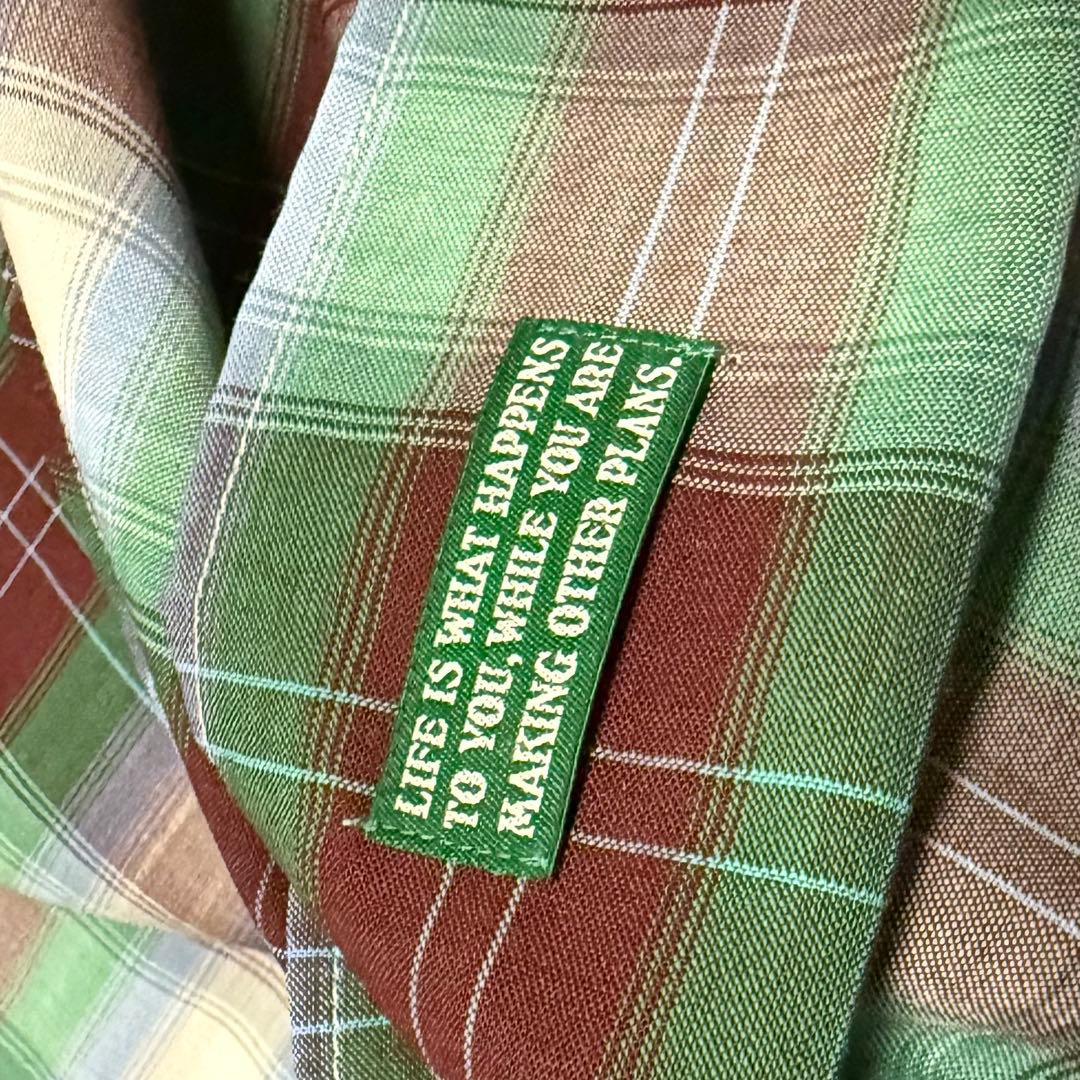 LIFE IS WHAT HAPPENS
TO YOU, WHILE YOU ARE
MAKING OTHER PLANS.